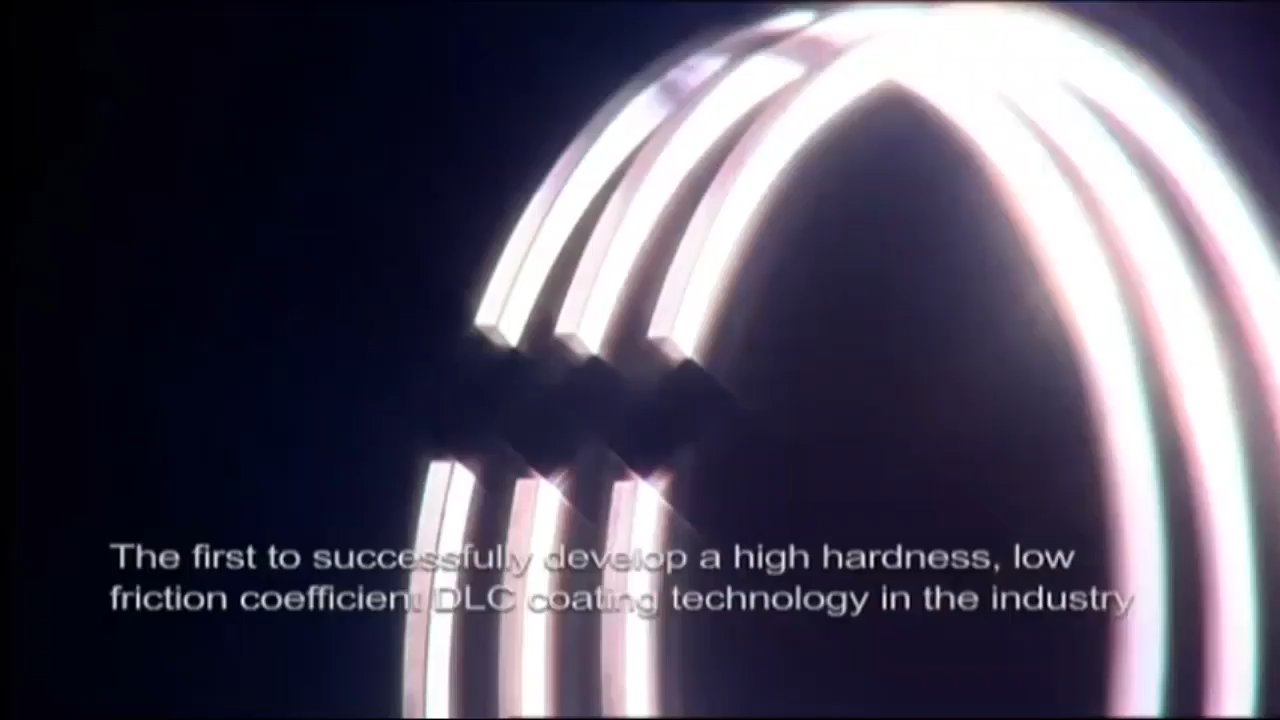 The first to successfully develop a high hardness, low
friction coefficient DLC coating technology in the industry